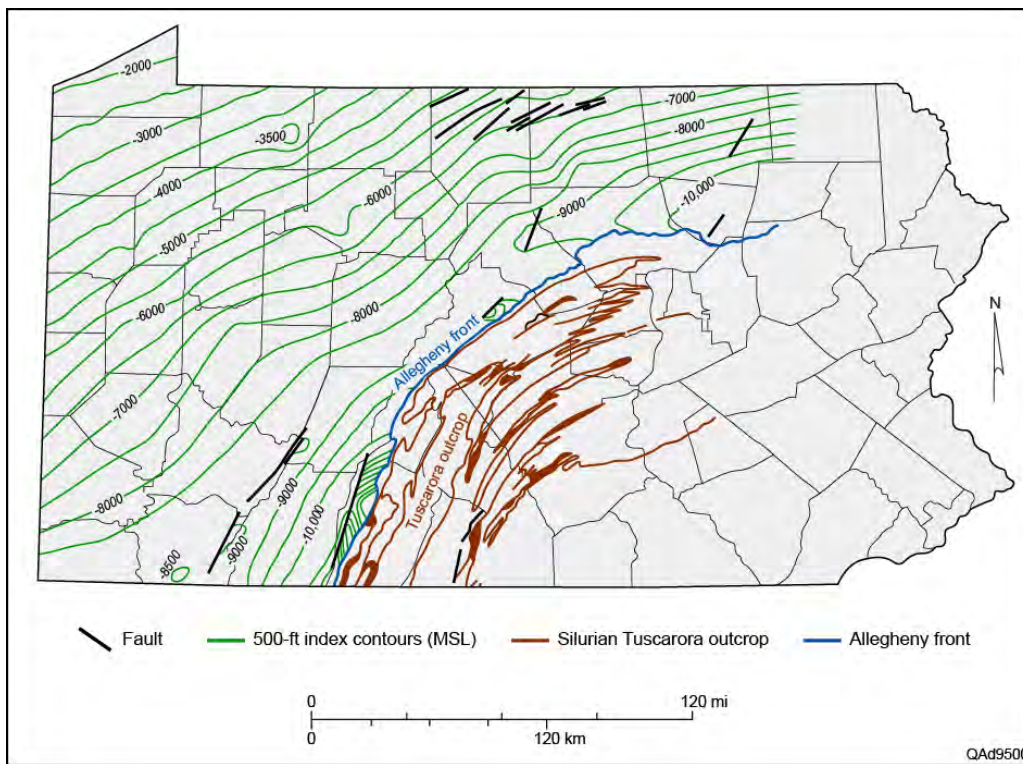 -2000
-7000
-3000
-3500
-8000
-4000
-6000
-10,000
-9000
-5000
-6000
-8000
Allegheny front
N
-7000
Tuscarora outcrop
-9000
-8000
-10,000
-9000
-8500
Fault
500-ft index contours (MSL)
Silurian Tuscarora outcrop
Allegheny front
0 120 mi
0 120 km
QAd9500